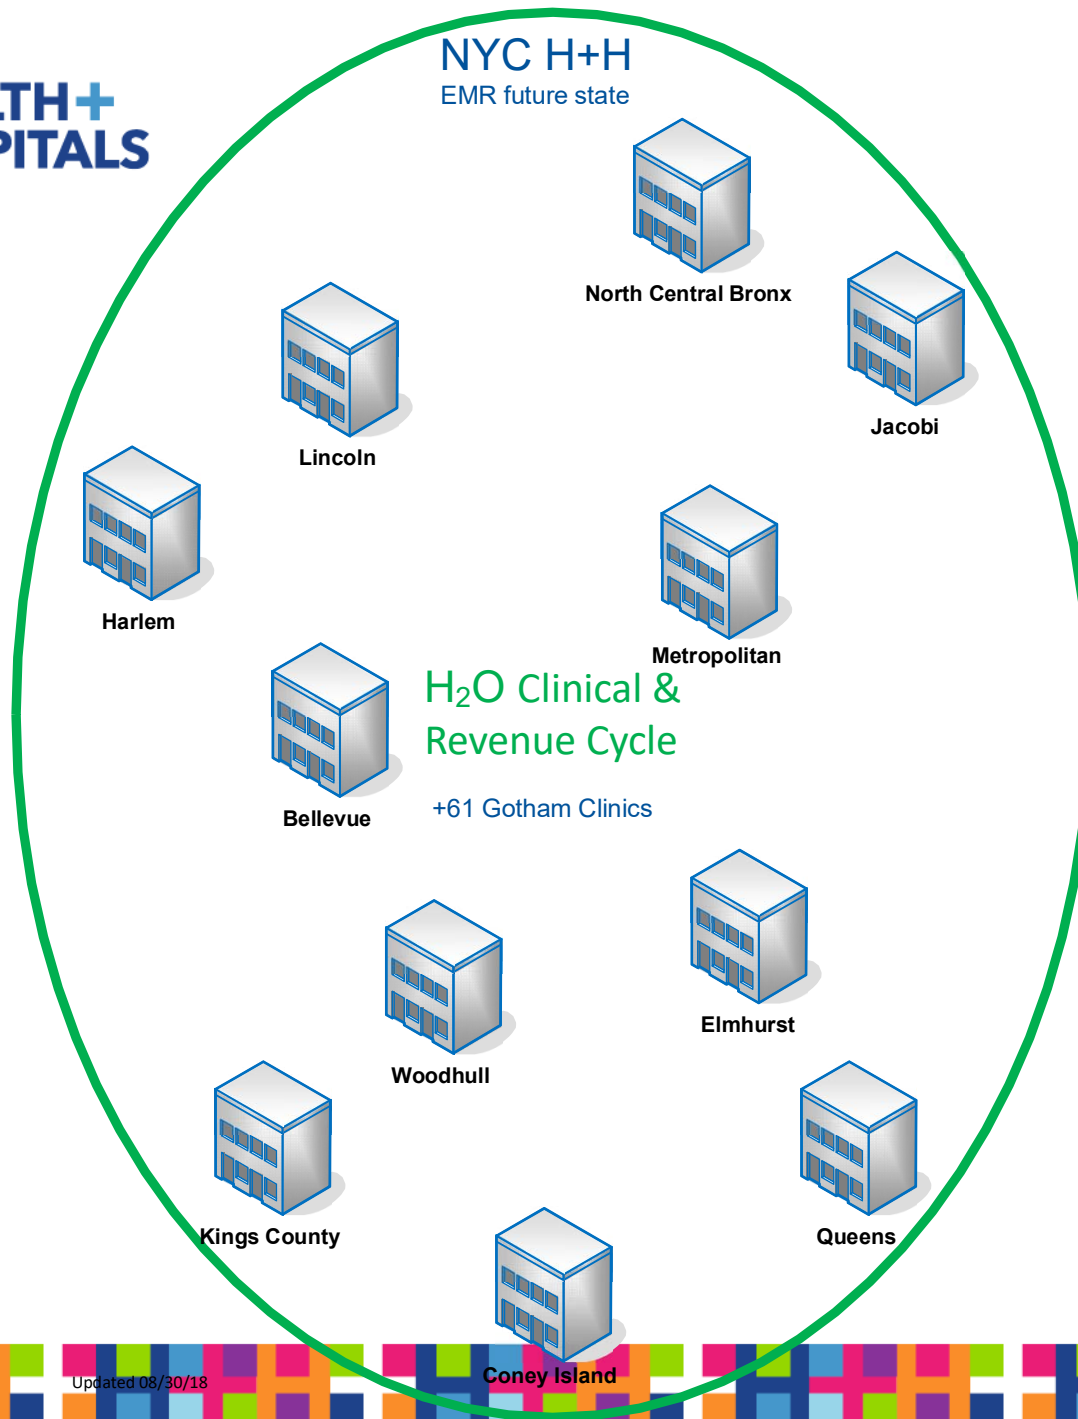 NYC H+H
EMR future state
LTH+
PITALS
North Central Bronx
Jacobi
Lincoln
Harlem
Metropolitan
H₂O Clinical &
Revenue Cycle
Bellevue
+61 Gotham Clinics
Elmhurst
Woodhull
Kings County
Queens
Coney Island
Updated 08/30/18